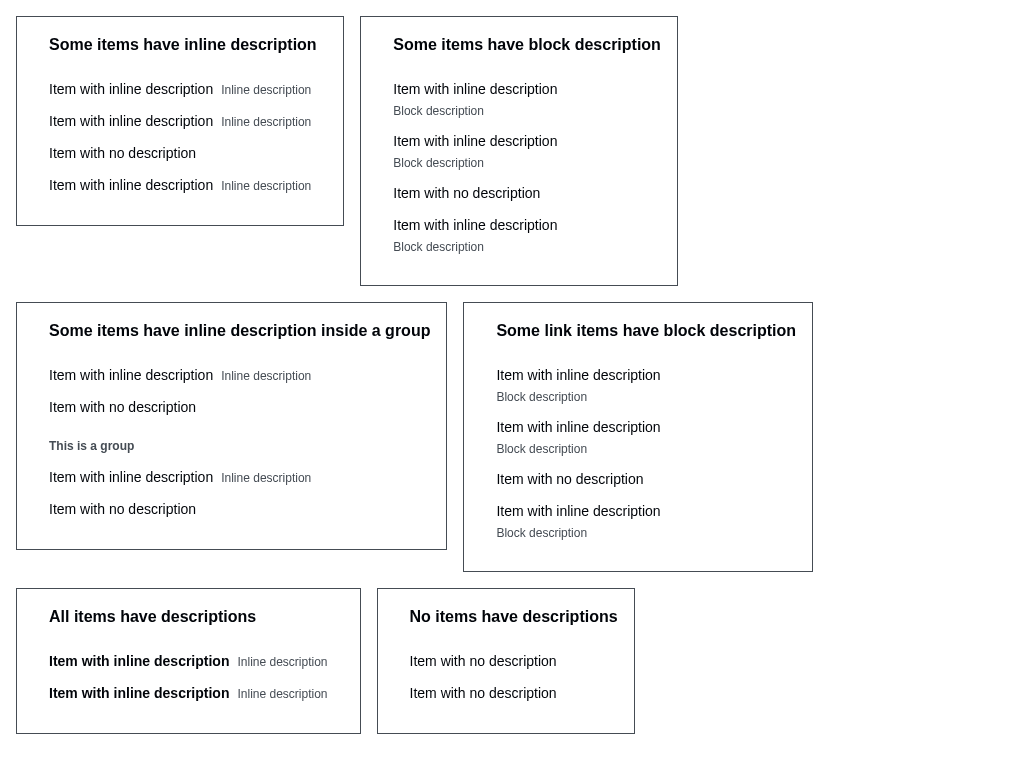 Some items have inline description
Item with inline description Inline description
Item with inline description Inline description
Item with no description
Item with inline description Inline description
Some items have block description
Item with inline description
Block description
Item with inline description
Block description
Item with no description
Item with inline description
Block description
Some items have inline description inside a group
Item with inline description Inline description
Item with no description
This is a group
Item with inline description Inline description
Item with no description
Some link items have block description
Item with inline description
Block description
Item with inline description
Block description
Item with no description
Item with inline description
Block description
All items have descriptions
Item with inline description Inline description
Item with inline description Inline description
No items have descriptions
Item with no description
Item with no description